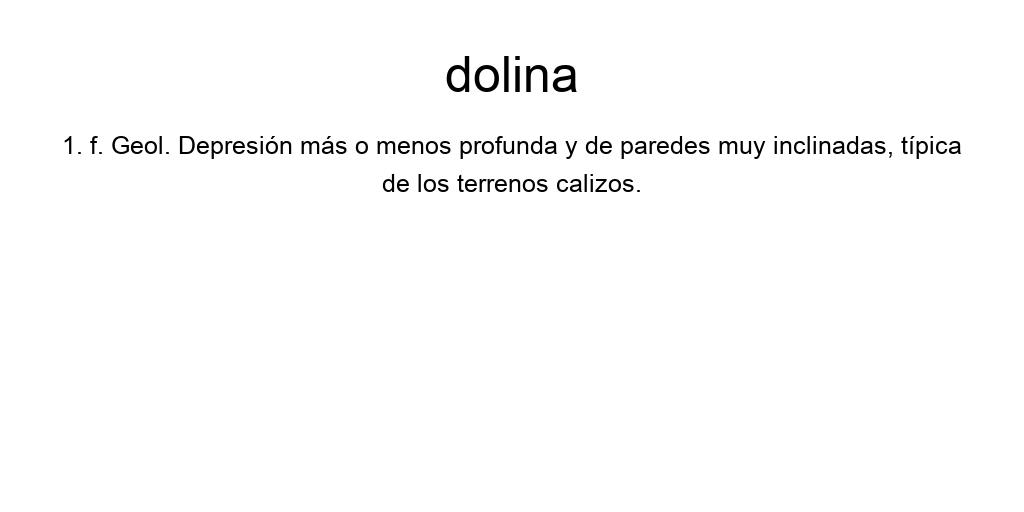 dolina
1. f. Geol. Depresión más o menos profunda y de paredes muy inclinadas, típica
de los terrenos calizos.